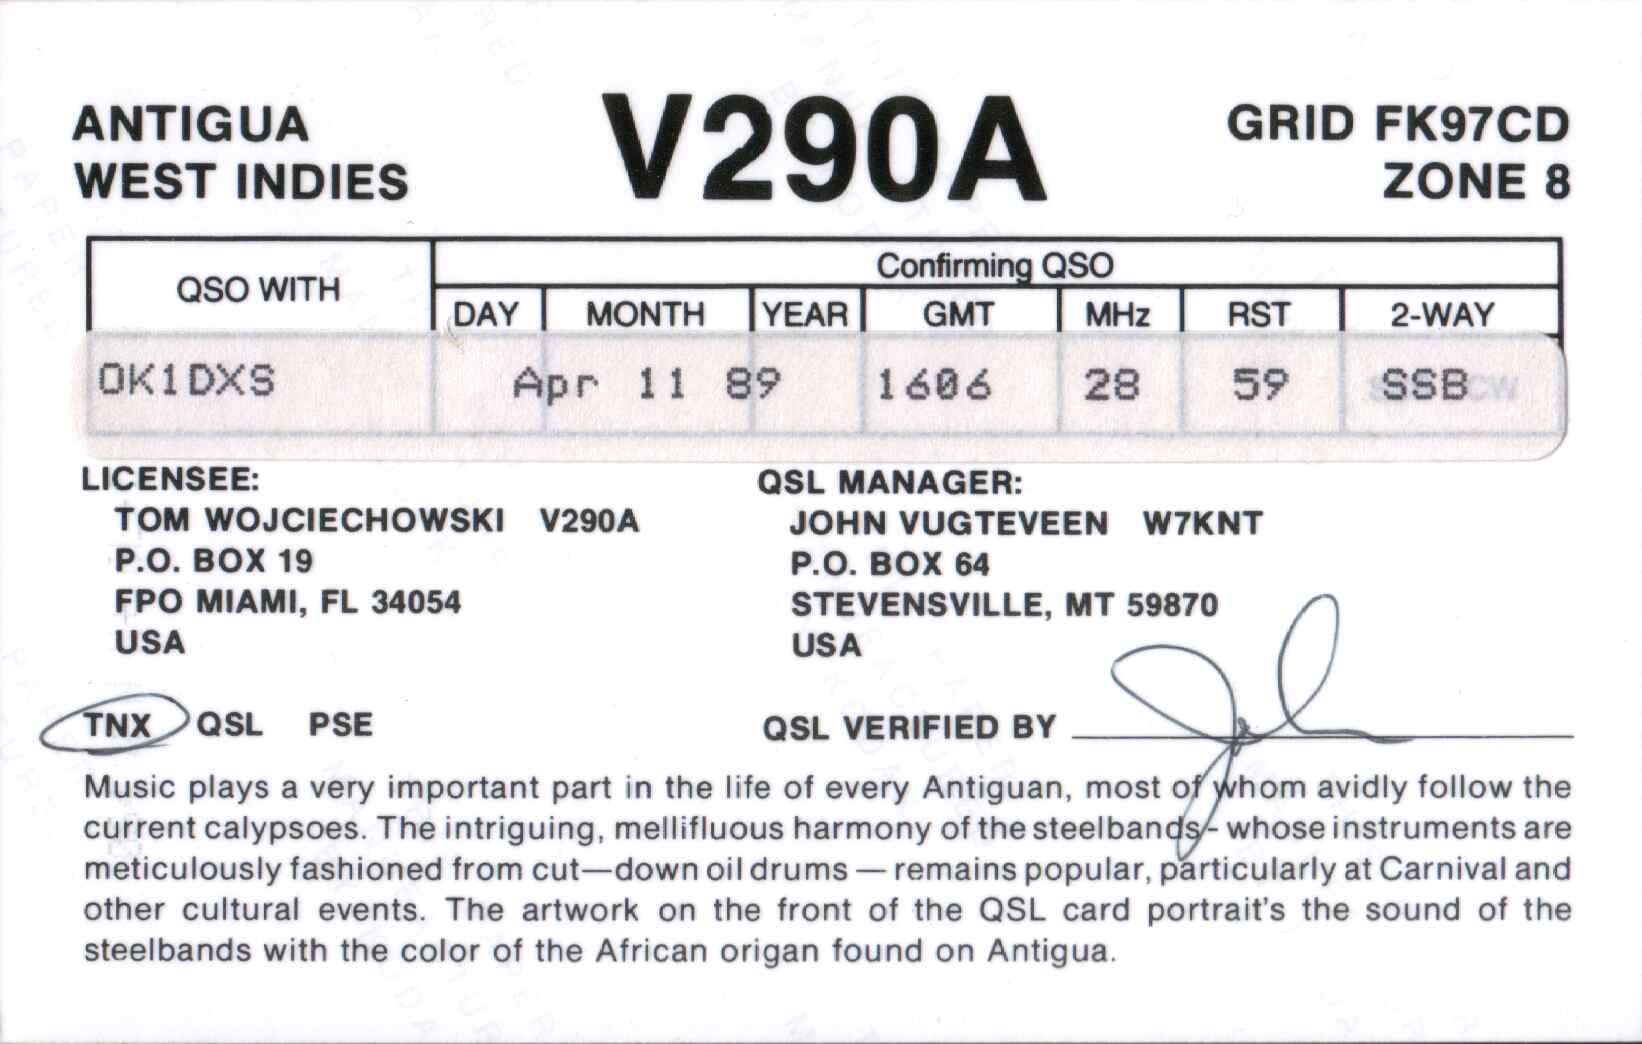 ANTIGUA
WEST INDIES
V290A
GRID FK97CD
ZONE 8
QSO WITH
Confirming QSO
DAY MONTH YEAR GMT MHz RST 2-WAY
OK1DXS Apr 11 89 1606 28 59 SSB
LICENSEE:
TOM WOJCIECHOWSKI V290A
P.O. BOX 19
FPO MIAMI, FL 34054
USA
QSL MANAGER:
JOHN VUGTEVEEN W7KNT
P.O. BOX 64
STEVENSVILLE, MT 59870
USA
TNX QSL PSE
QSL VERIFIED BY John
Music plays a very important part in the life of every Antiguan, most of whom avidly follow the
current calypsoes. The intriguing, mellifluous harmony of the steelbands - whose instruments are
meticulously fashioned from cut—down oil drums — remains popular, particularly at Carnival and
other cultural events. The artwork on the front of the QSL card portrait's the sound of the
steelbands with the color of the African origan found on Antigua.